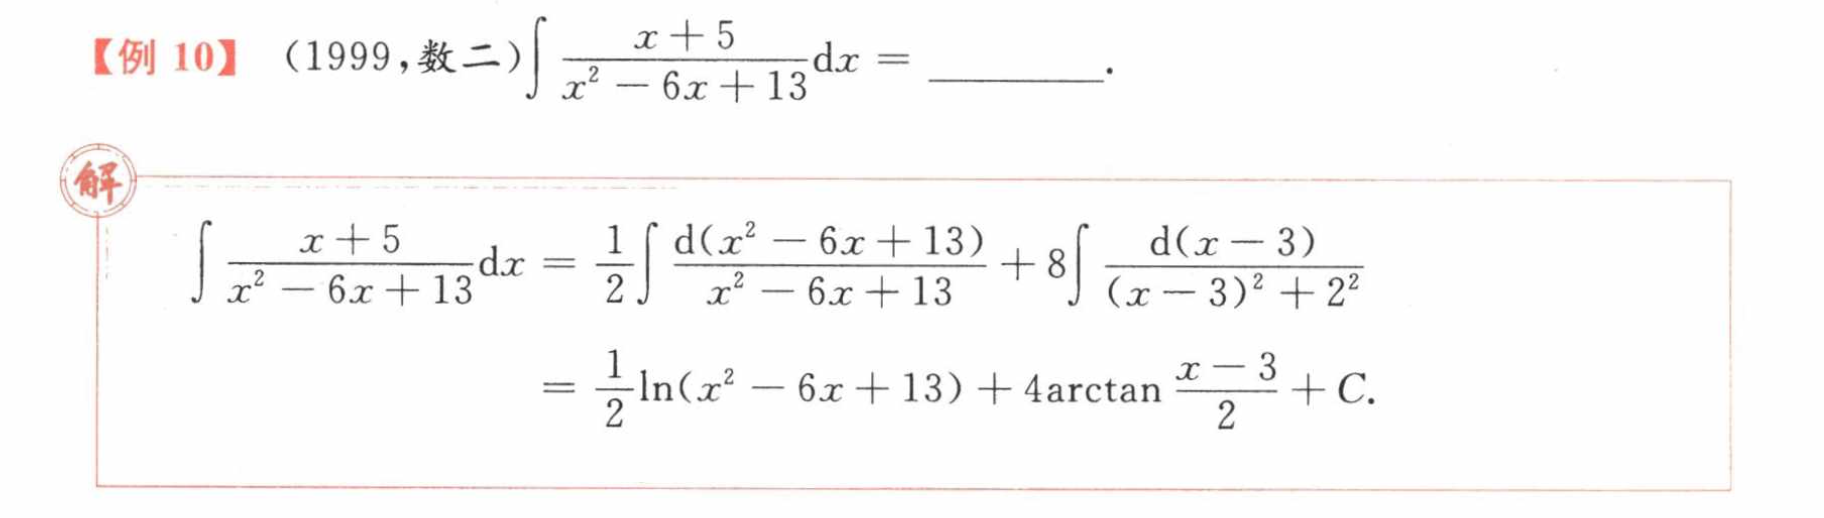 【例 10】 (1999,数二)∫ (x+5)/(x² − 6x + 13) dx = ________.
解
∫ (x+5)/(x² − 6x + 13) dx = 1/2 ∫ d(x² − 6x + 13)/(x² − 6x + 13) + 8∫ d(x − 3)/((x − 3)² + 2²)
= 1/2 ln(x² − 6x + 13) + 4arctan (x − 3)/2 + C.